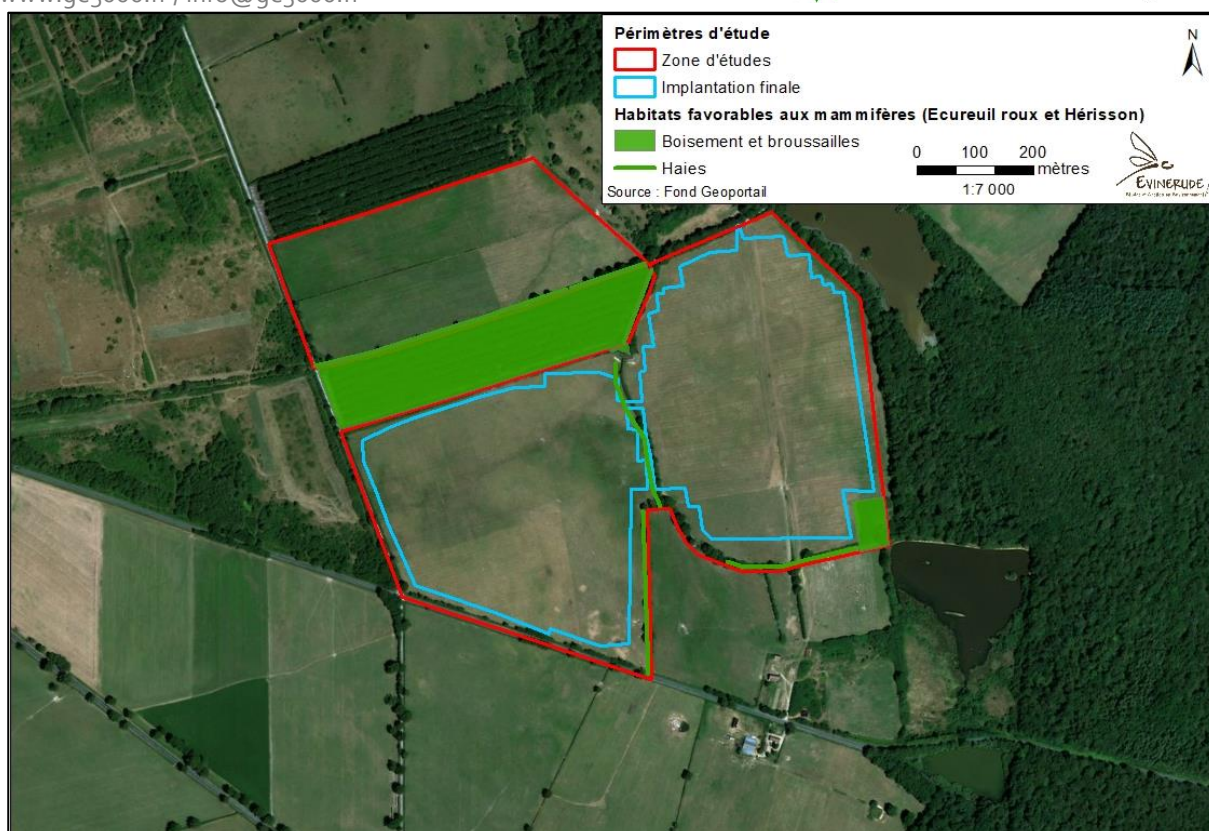 Périmètres d'étude
Zone d'études
Implantation finale
Habitats favorables aux mammifères (Ecureuil roux et Hérisson)
Boisement et broussailles
Haies
Source : Fond Geoportail
0 100 200
mètres
1:7 000
N
EVINERUDE